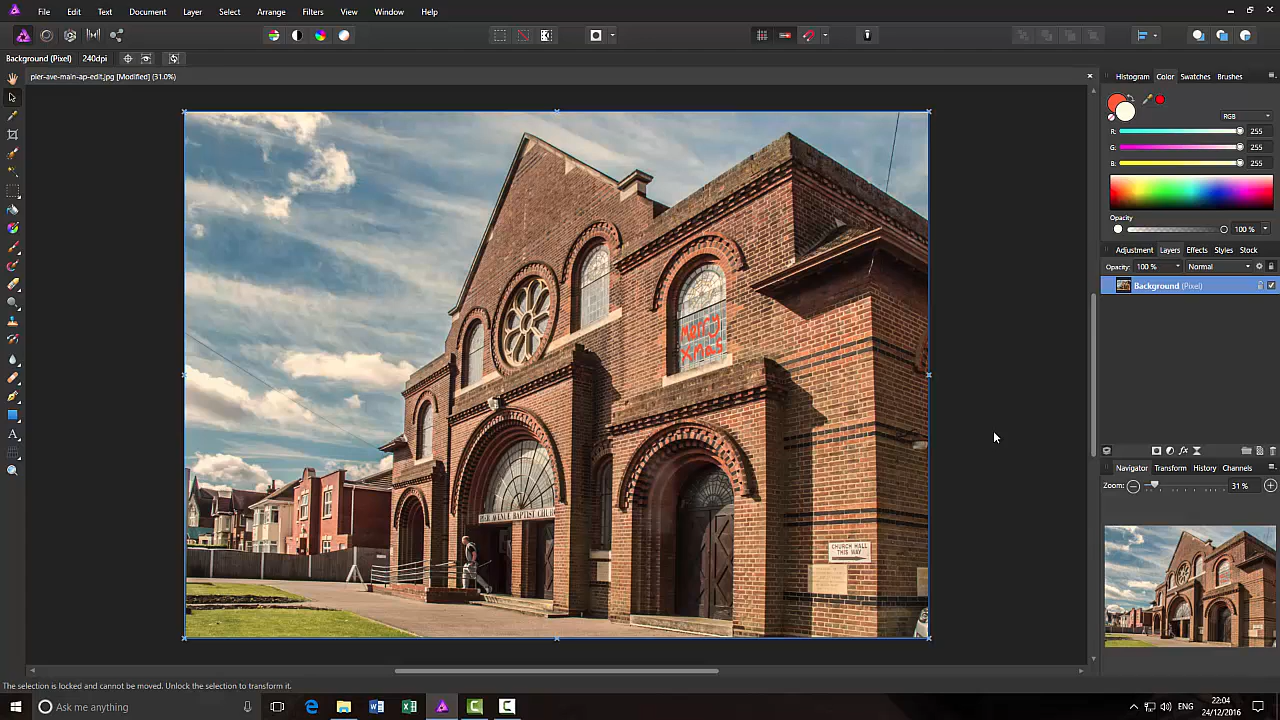 File Edit Text Document Layer Select Arrange Filters View Window Help
Background (Pixel) 240dpi
pier-ave-main-ap-edit.jpg [Modified] (31.0%)
Histogram Color Swatches Brushes
RGB
R: 255
G: 255
B: 255
Opacity
100 %
Adjustment Layers Effects Styles Stock
Opacity: 100 % Normal
Background (Pixel)
merry
xmas
AVENUE BAPTIST CHURCH
CHURCH HALL
THIS WAY
Navigator Transform History Channels
Zoom: 31 %
The selection is locked and cannot be moved. Unlock the selection to transform it.
Ask me anything
22:04
24/12/2016